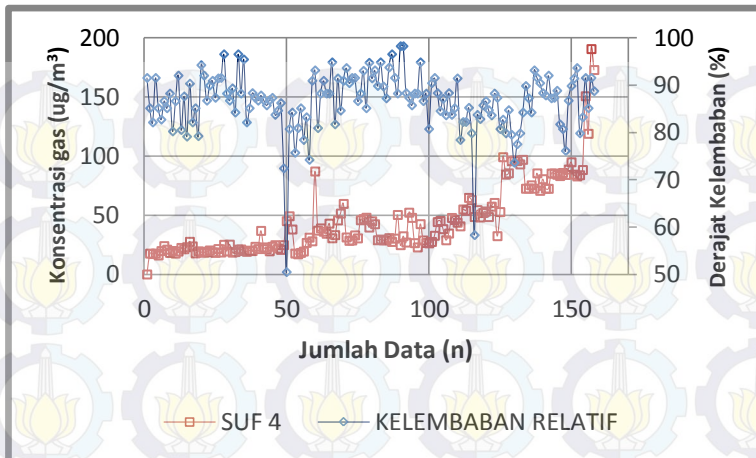 Konsentrasi gas (ug/m³)
200
150
100
50
0
100
90
80
70
60
50
Derajat Kelembaban (%)
0 50 100 150
Jumlah Data (n)
SUF 4 KELEMBABAN RELATIF